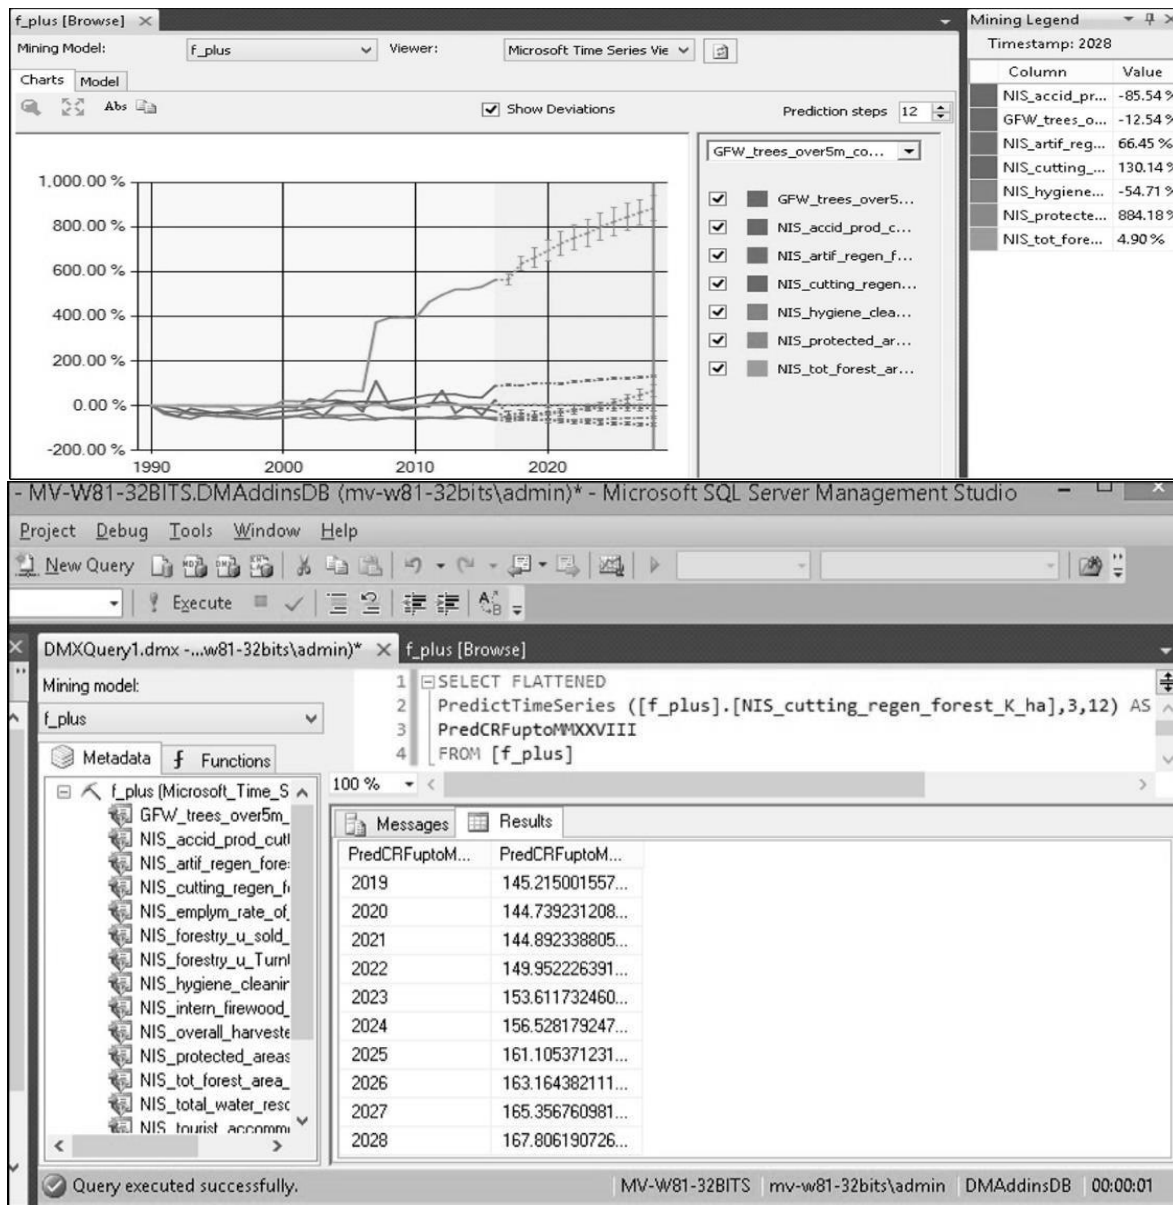 f_plus [Browse] ×
Mining Model: f_plus Viewer: Microsoft Time Series Vie
Charts Model
Abs Show Deviations Prediction steps 12
GFW_trees_over5m_co...
1,000.00 %
800.00 %
600.00 %
400.00 %
200.00 %
0.00 %
-200.00 %
1990 2000 2010 2020
GFW_trees_over5...
NIS_accid_prod_c...
NIS_artif_regen_f...
NIS_cutting_regen...
NIS_hygiene_clea...
NIS_protected_ar...
NIS_tot_forest_ar...
Mining Legend
Timestamp: 2028
Column Value
NIS_accid_pr... -85.54 %
GFW_trees_o... -12.54 %
NIS_artif_reg... 66.45 %
NIS_cutting_... 130.14 %
NIS_hygiene... -54.71 %
NIS_protecte... 884.18 %
NIS_tot_fore... 4.90 %
- MV-W81-32BITS.DMAddinsDB (mv-w81-32bits\admin)* - Microsoft SQL Server Management Studio
Project Debug Tools Window Help
New Query
Execute
DMXQuery1.dmx -...w81-32bits\admin)* × f_plus [Browse]
Mining model:
f_plus
Metadata Functions
f_plus (Microsoft_Time_S
GFW_trees_over5m_
NIS_accid_prod_cutt
NIS_artif_regen_fore:
NIS_cutting_regen_f
NIS_emplym_rate_of_
NIS_forestry_u_sold_
NIS_forestry_u_Turn
NIS_hygiene_cleanir
NIS_intern_firewood_
NIS_overall_harveste
NIS_protected_areas
NIS_tot_forest_area_
NIS_total_water_resc
NIS_tourist_accomm
1 SELECT FLATTENED
2 PredictTimeSeries ([f_plus].[NIS_cutting_regen_forest_K_ha],3,12) AS
3 PredCRFuptoMMXXVIII
4 FROM [f_plus]
100 %
Messages Results
PredCRFuptoM... PredCRFuptoM...
2019 145.215001557...
2020 144.739231208...
2021 144.892338805...
2022 149.952226391...
2023 153.611732460...
2024 156.528179247...
2025 161.105371231...
2026 163.164382111...
2027 165.356760981...
2028 167.806190726...
Query executed successfully. MV-W81-32BITS mv-w81-32bits\admin DMAddinsDB 00:00:01